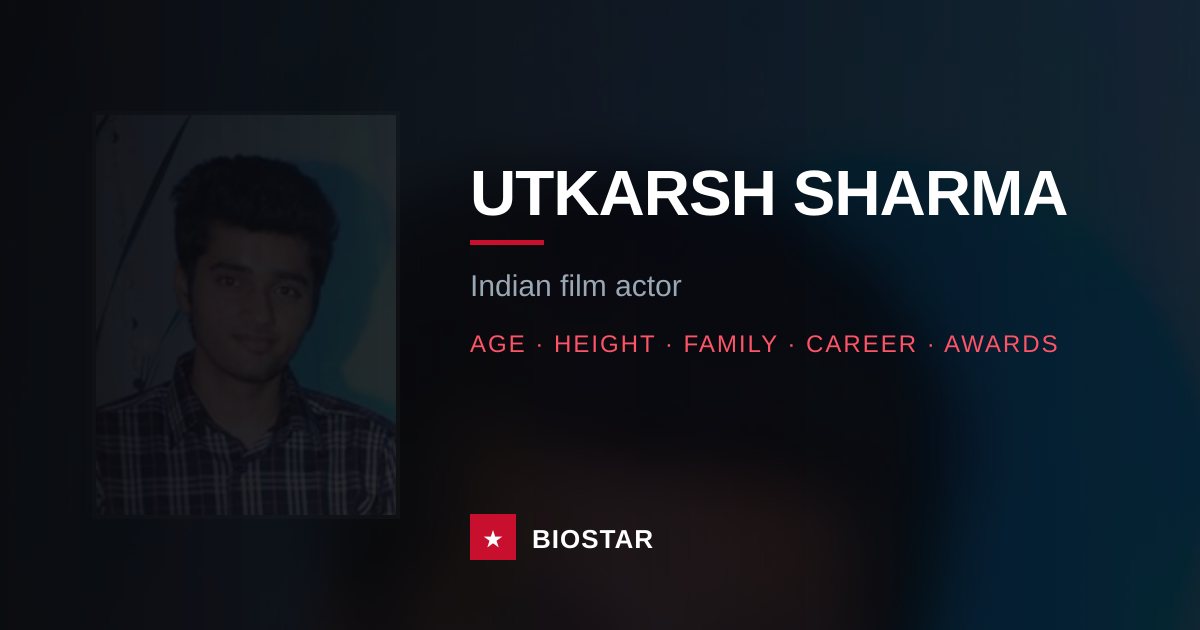 UTKARSH SHARMA
Indian film actor
AGE · HEIGHT · FAMILY · CAREER · AWARDS
BIOSTAR